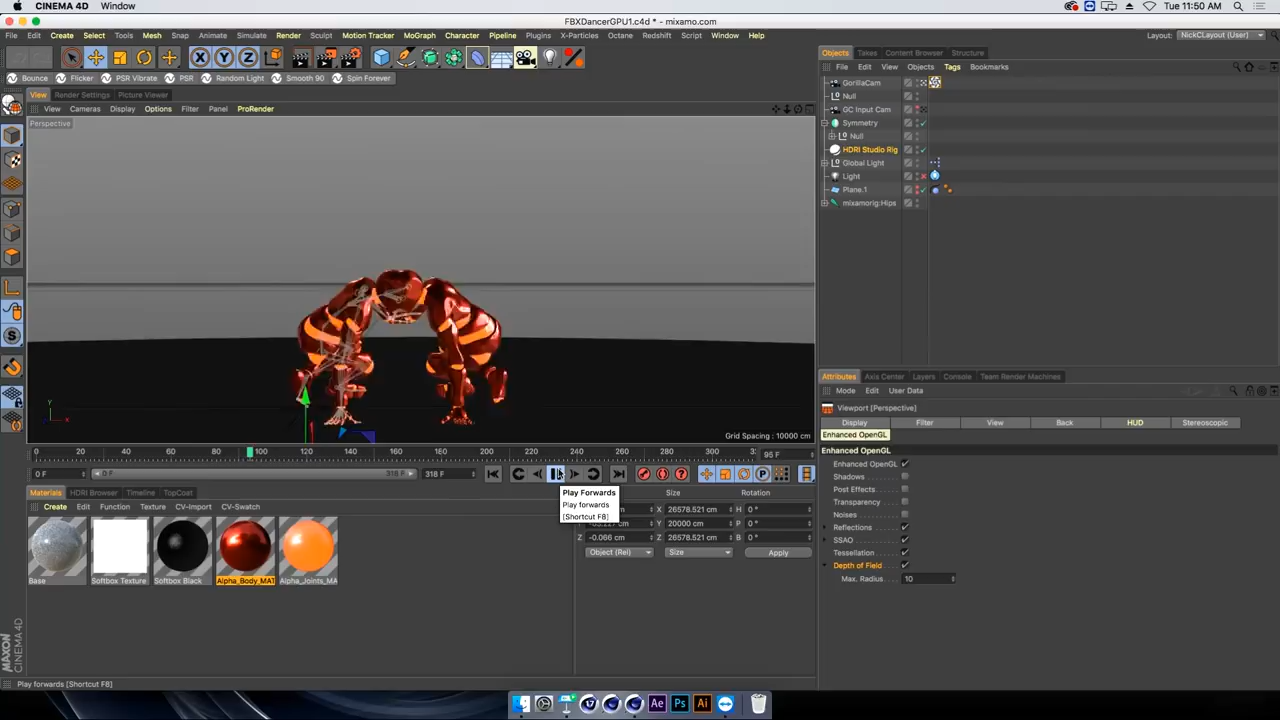 CINEMA 4D Window Tue 11:50 AM
FBXDancerGPU1.c4d * - mixamo.com
File Edit Create Select Tools Mesh Snap Animate Simulate Render Sculpt Motion Tracker MoGraph Character Pipeline Plugins X-Particles Octane Redshift Script Window Help Layout: NickCLayout (User)
Bounce Flicker PSR Vibrate PSR Random Light Smooth 90 Spin Forever
View Render Settings Picture Viewer
View Cameras Display Options Filter Panel ProRender
Perspective
Grid Spacing : 10000 cm
0 20 40 60 80 100 120 140 160 180 200 220 240 260 280 300 95 F
0 F 0 F 318 F 318 F
Play Forwards
Play forwards
[Shortcut F8]
Materials HDRI Browser Timeline TopCoat
Create Edit Function Texture CV-Import CV-Swatch
Base Softbox Texture Softbox Black Alpha_Body_MAT Alpha_Joints_MA
Size Rotation
X 26578.521 cm H 0 °
Y 20000 cm P 0 °
Z -0.066 cm Z 26578.521 cm B 0 °
Object (Rel) Size Apply
Play forwards [Shortcut F8]
MAXON
CINEMA 4D
Objects Takes Content Browser Structure
File Edit View Objects Tags Bookmarks
GorillaCam
Null
GC Input Cam
Symmetry
Null
HDRI Studio Rig
Global Light
Light
Plane.1
mixamorig:Hips
Attributes Axis Center Layers Console Team Render Machines
Mode Edit User Data
Viewport [Perspective]
Display Filter View Back HUD Stereoscopic
Enhanced OpenGL
Enhanced OpenGL
Enhanced OpenGL
Shadows
Post Effects
Transparency
Noises
Reflections
SSAO
Tessellation
Depth of Field
Max. Radius 10
17 Ae Ps Ai